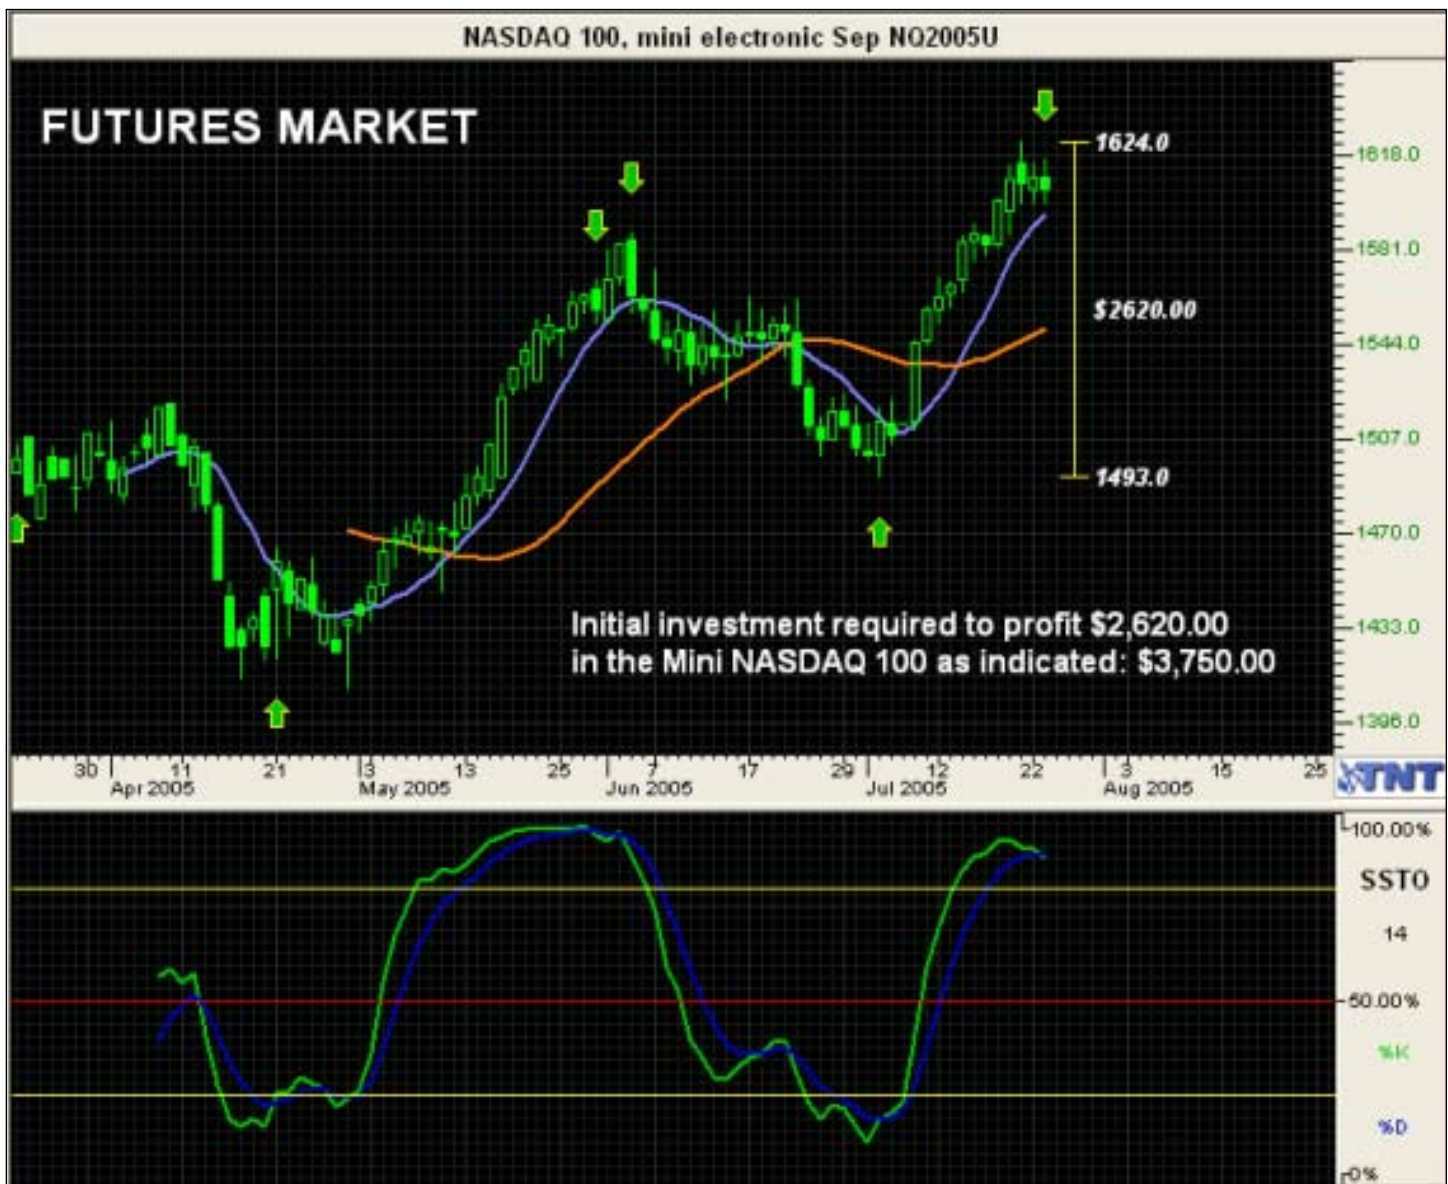 NASDAQ 100, mini electronic Sep NQ2005U
FUTURES MARKET
1624.0
$2620.00
1493.0
1618.0
1581.0
1544.0
1507.0
1470.0
1433.0
1396.0
Initial investment required to profit $2,620.00
in the Mini NASDAQ 100 as indicated: $3,750.00
30 11 21 3 13 25 7 17 29 12 22 3 15 25
Apr 2005 May 2005 Jun 2005 Jul 2005 Aug 2005
TNT
100.00%
SSTO
14
50.00%
%K
%D
0%